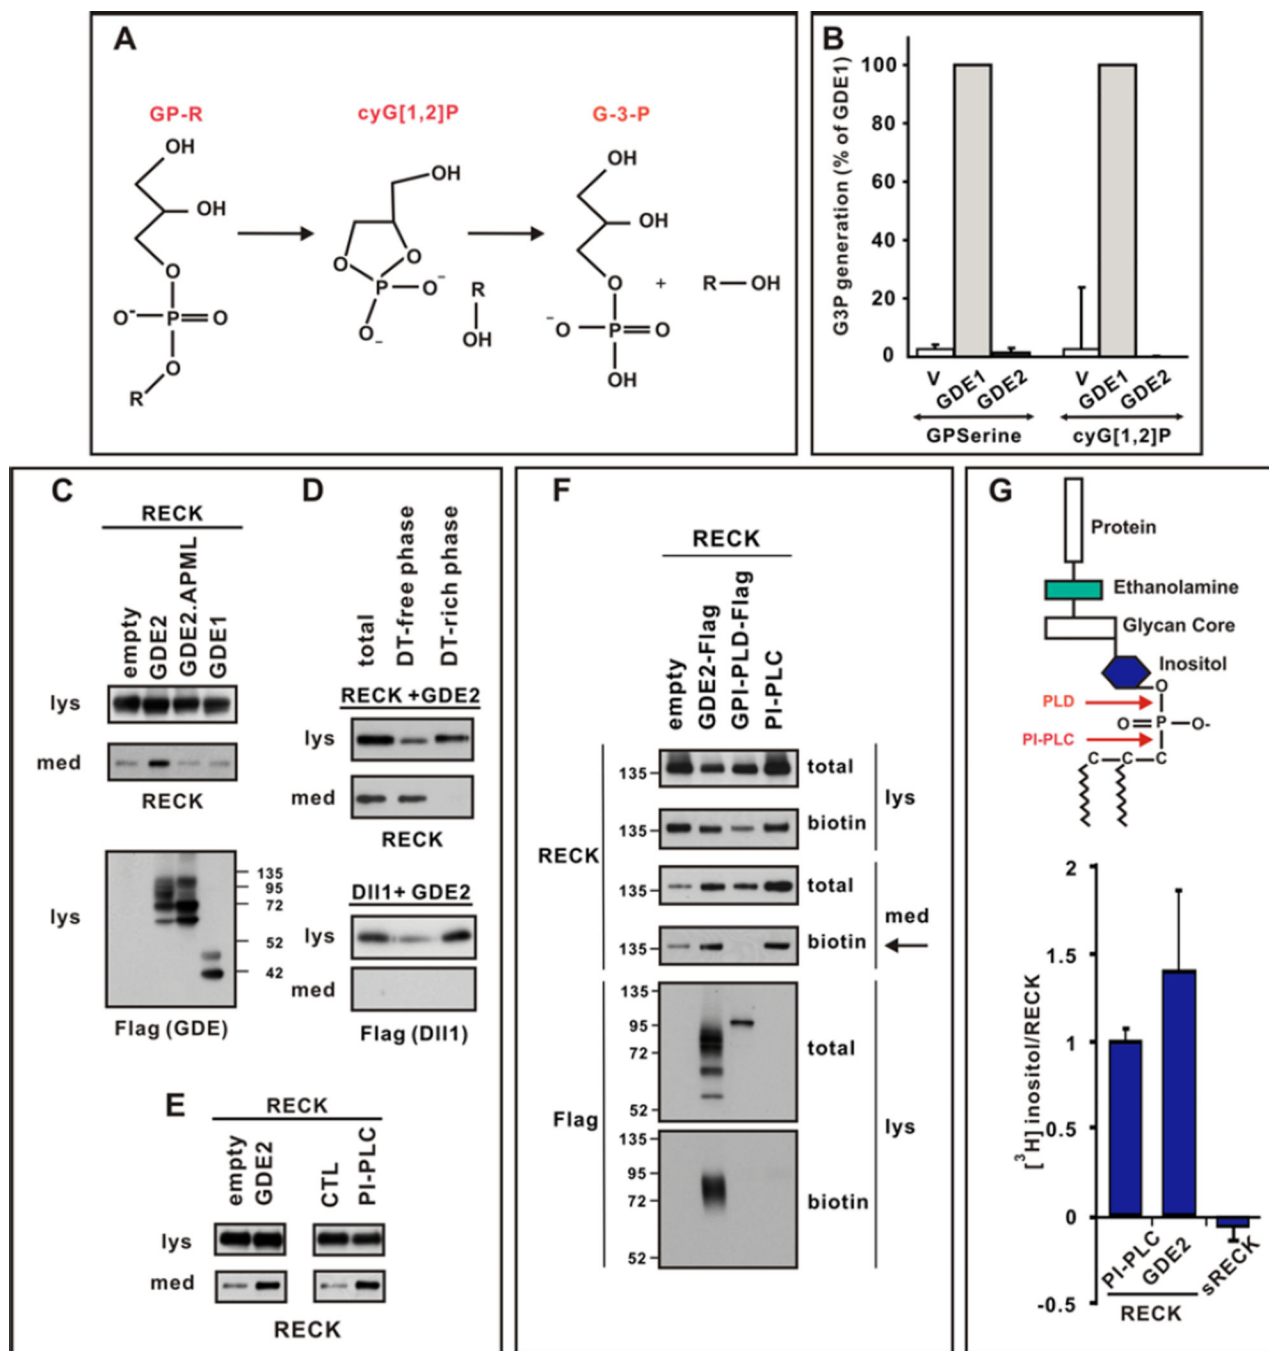 A
GP-R
cyG[1,2]P
G-3-P
OH
OH
O
O-
P
O
O
R
OH
O
O
P
O-
O-
R
OH
OH
OH
O
-O
P
O
OH
+
R
OH
B
G3P generation (% of GDE1)
100
80
60
40
20
0
V
GDE1
GDE2
V
GDE1
GDE2
GPSerine
cyG[1,2]P
C
RECK
empty
GDE2
GDE2.APML
GDE1
lys
med
RECK
lys
135
95
72
52
42
Flag (GDE)
D
total
DT-free phase
DT-rich phase
RECK +GDE2
lys
med
RECK
Dll1+ GDE2
lys
med
Flag (Dll1)
E
RECK
empty
GDE2
CTL
PI-PLC
lys
med
RECK
F
RECK
empty
GDE2-Flag
GPI-PLD-Flag
PI-PLC
RECK
135
total
135
biotin
lys
135
total
135
biotin
med
Flag
135
95
72
52
total
135
95
72
52
biotin
lys
G
Protein
Ethanolamine
Glycan Core
Inositol
O
PLD
O
P
O-
PI-PLC
C
C
C
[3H] inositol/RECK
2
1.5
1
0.5
0
-0.5
PI-PLC
GDE2
sRECK
RECK